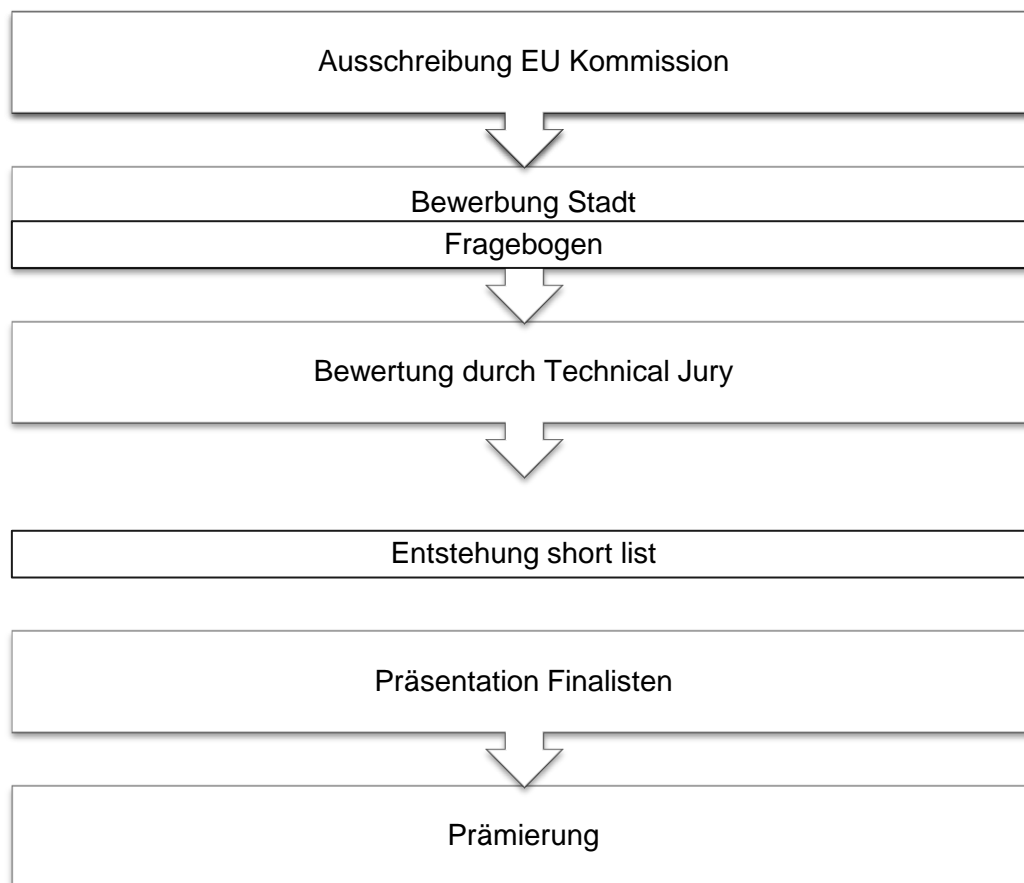 Ausschreibung EU Kommission
Bewerbung Stadt
Fragebogen
Bewertung durch Technical Jury
Entstehung short list
Präsentation Finalisten
Prämierung